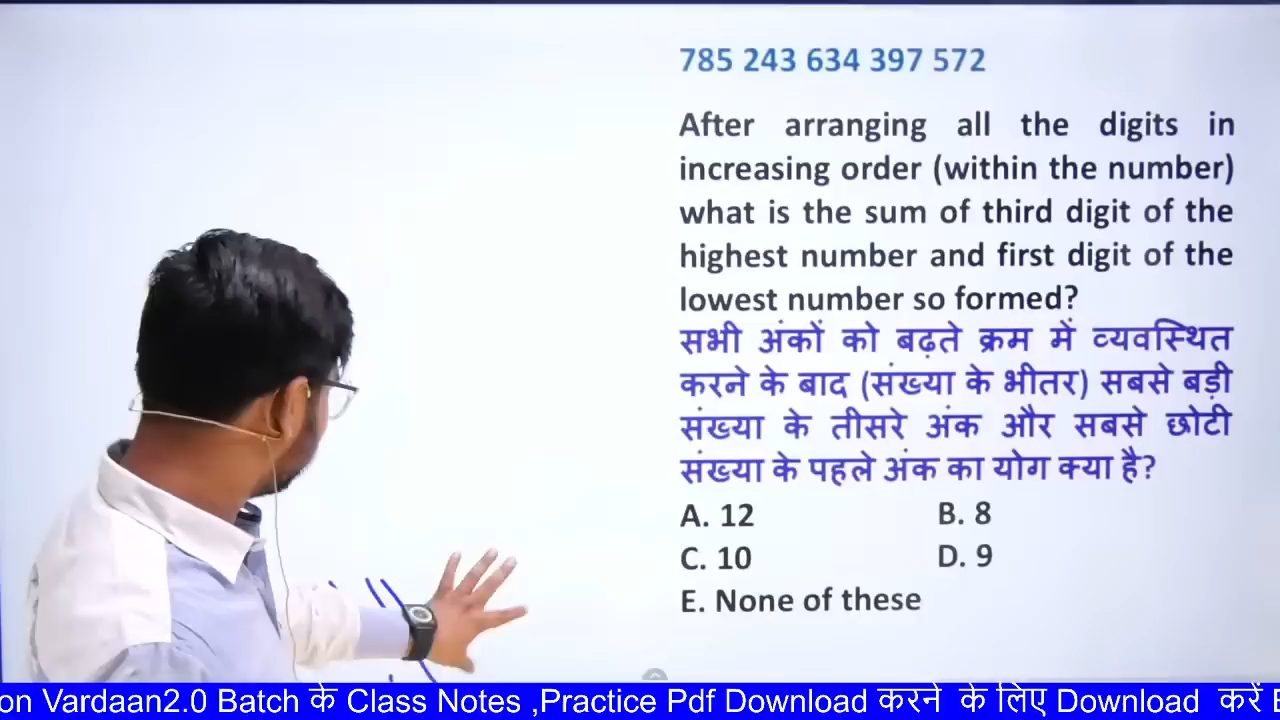 785 243 634 397 572
After arranging all the digits in
increasing order (within the number)
what is the sum of third digit of the
highest number and first digit of the
lowest number so formed?
सभी अंकों को बढ़ते क्रम में व्यवस्थित
करने के बाद (संख्या के भीतर) सबसे बड़ी
संख्या के तीसरे अंक और सबसे छोटी
संख्या के पहले अंक का योग क्या है?
A. 12 B. 8
C. 10 D. 9
E. None of these
on Vardaan2.0 Batch के Class Notes ,Practice Pdf Download करने के लिए Download करें